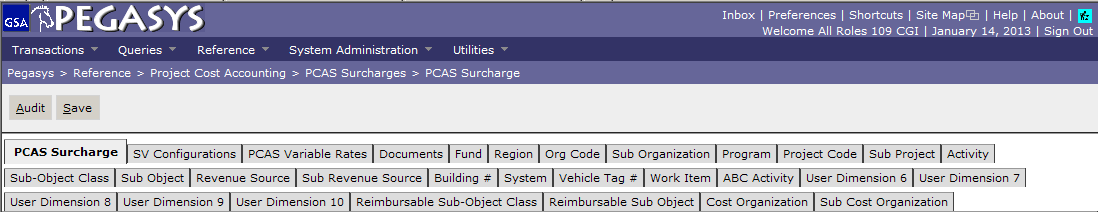 GSA PEGASYS
Inbox | Preferences | Shortcuts | Site Map | Help | About |
Welcome All Roles 109 CGI | January 14, 2013 | Sign Out
Transactions Queries Reference System Administration Utilities
Pegasys > Reference > Project Cost Accounting > PCAS Surcharges > PCAS Surcharge
Audit Save
PCAS Surcharge SV Configurations PCAS Variable Rates Documents Fund Region Org Code Sub Organization Program Project Code Sub Project Activity
Sub-Object Class Sub Object Revenue Source Sub Revenue Source Building # System Vehicle Tag # Work Item ABC Activity User Dimension 6 User Dimension 7
User Dimension 8 User Dimension 9 User Dimension 10 Reimbursable Sub-Object Class Reimbursable Sub Object Cost Organization Sub Cost Organization